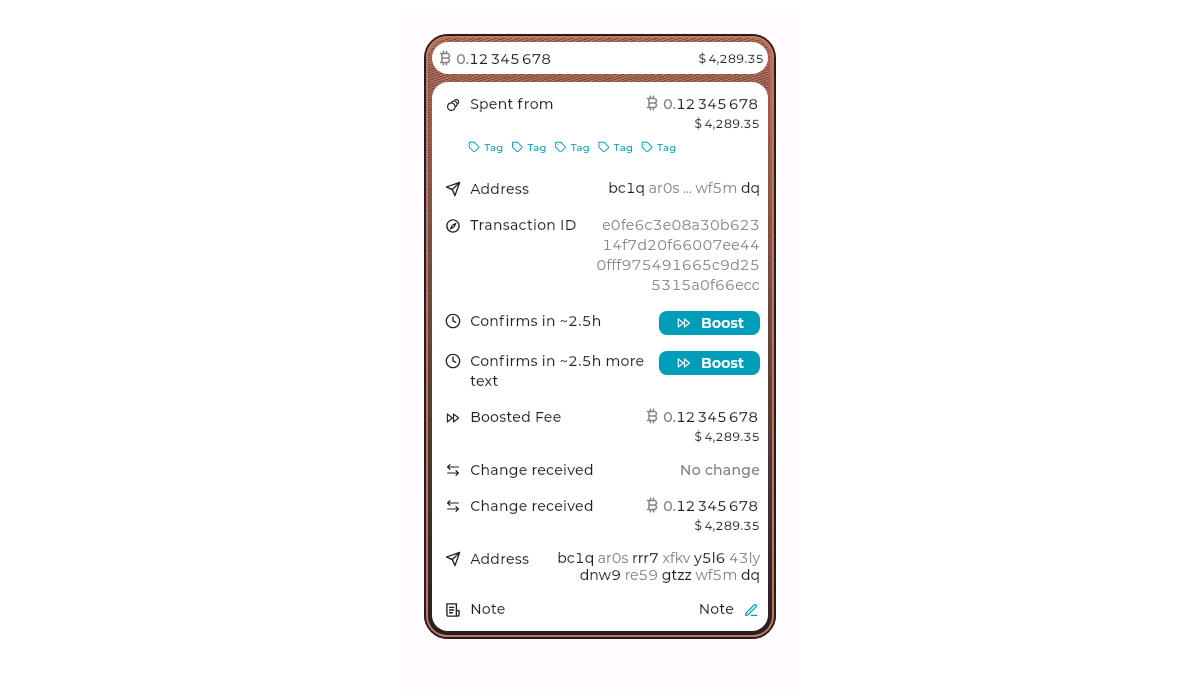 ₿ 0.12 345 678 $ 4,289.35
Spent from ₿ 0.12 345 678
$ 4,289.35
Tag Tag Tag Tag Tag
Address bc1q ar0s ... wf5m dq
Transaction ID e0fe6c3e08a30b623
14f7d20f66007ee44
0fff975491665c9d25
5315a0f66ecc
Confirms in ~2.5h Boost
Confirms in ~2.5h more Boost
text
Boosted Fee ₿ 0.12 345 678
$ 4,289.35
Change received No change
Change received ₿ 0.12 345 678
$ 4,289.35
Address bc1q ar0s rrr7 xfkv y5l6 43ly
dnw9 re59 gtzz wf5m dq
Note Note